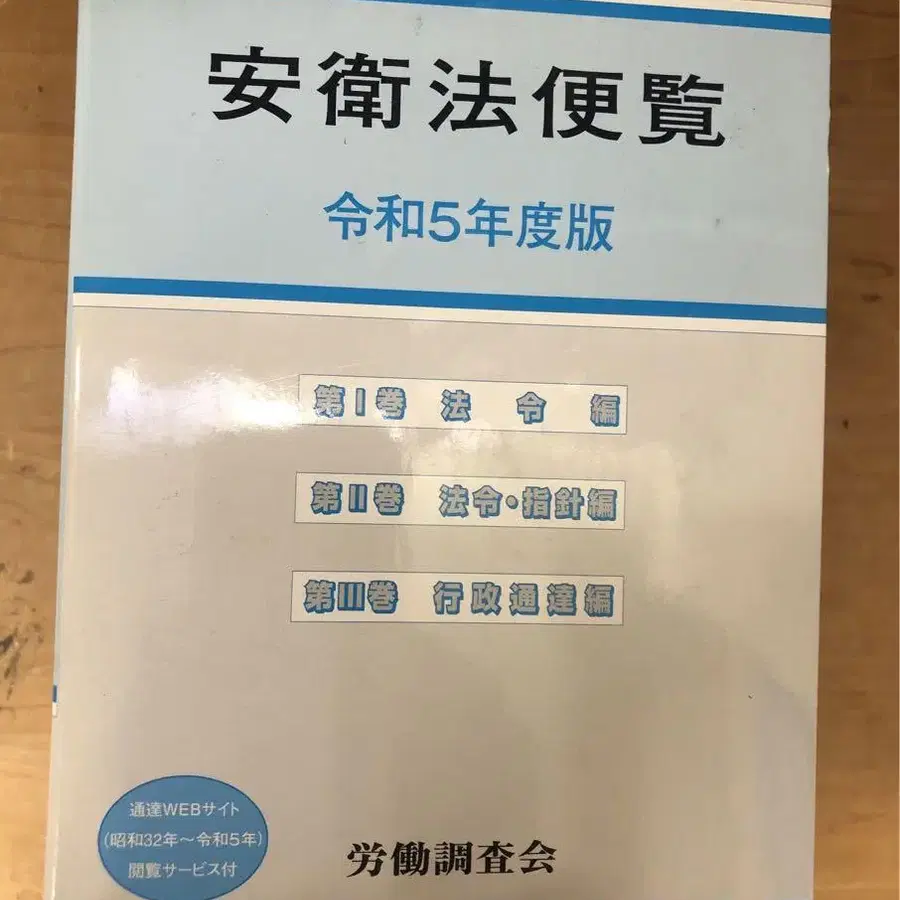 安衛法便覧
令和5年度版
第Ⅰ巻 法令編
第Ⅱ巻 法令・指針編
第Ⅲ巻 行政通達編
通達WEBサイト
(昭和32年～令和5年)
閲覧サービス付
労働調査会